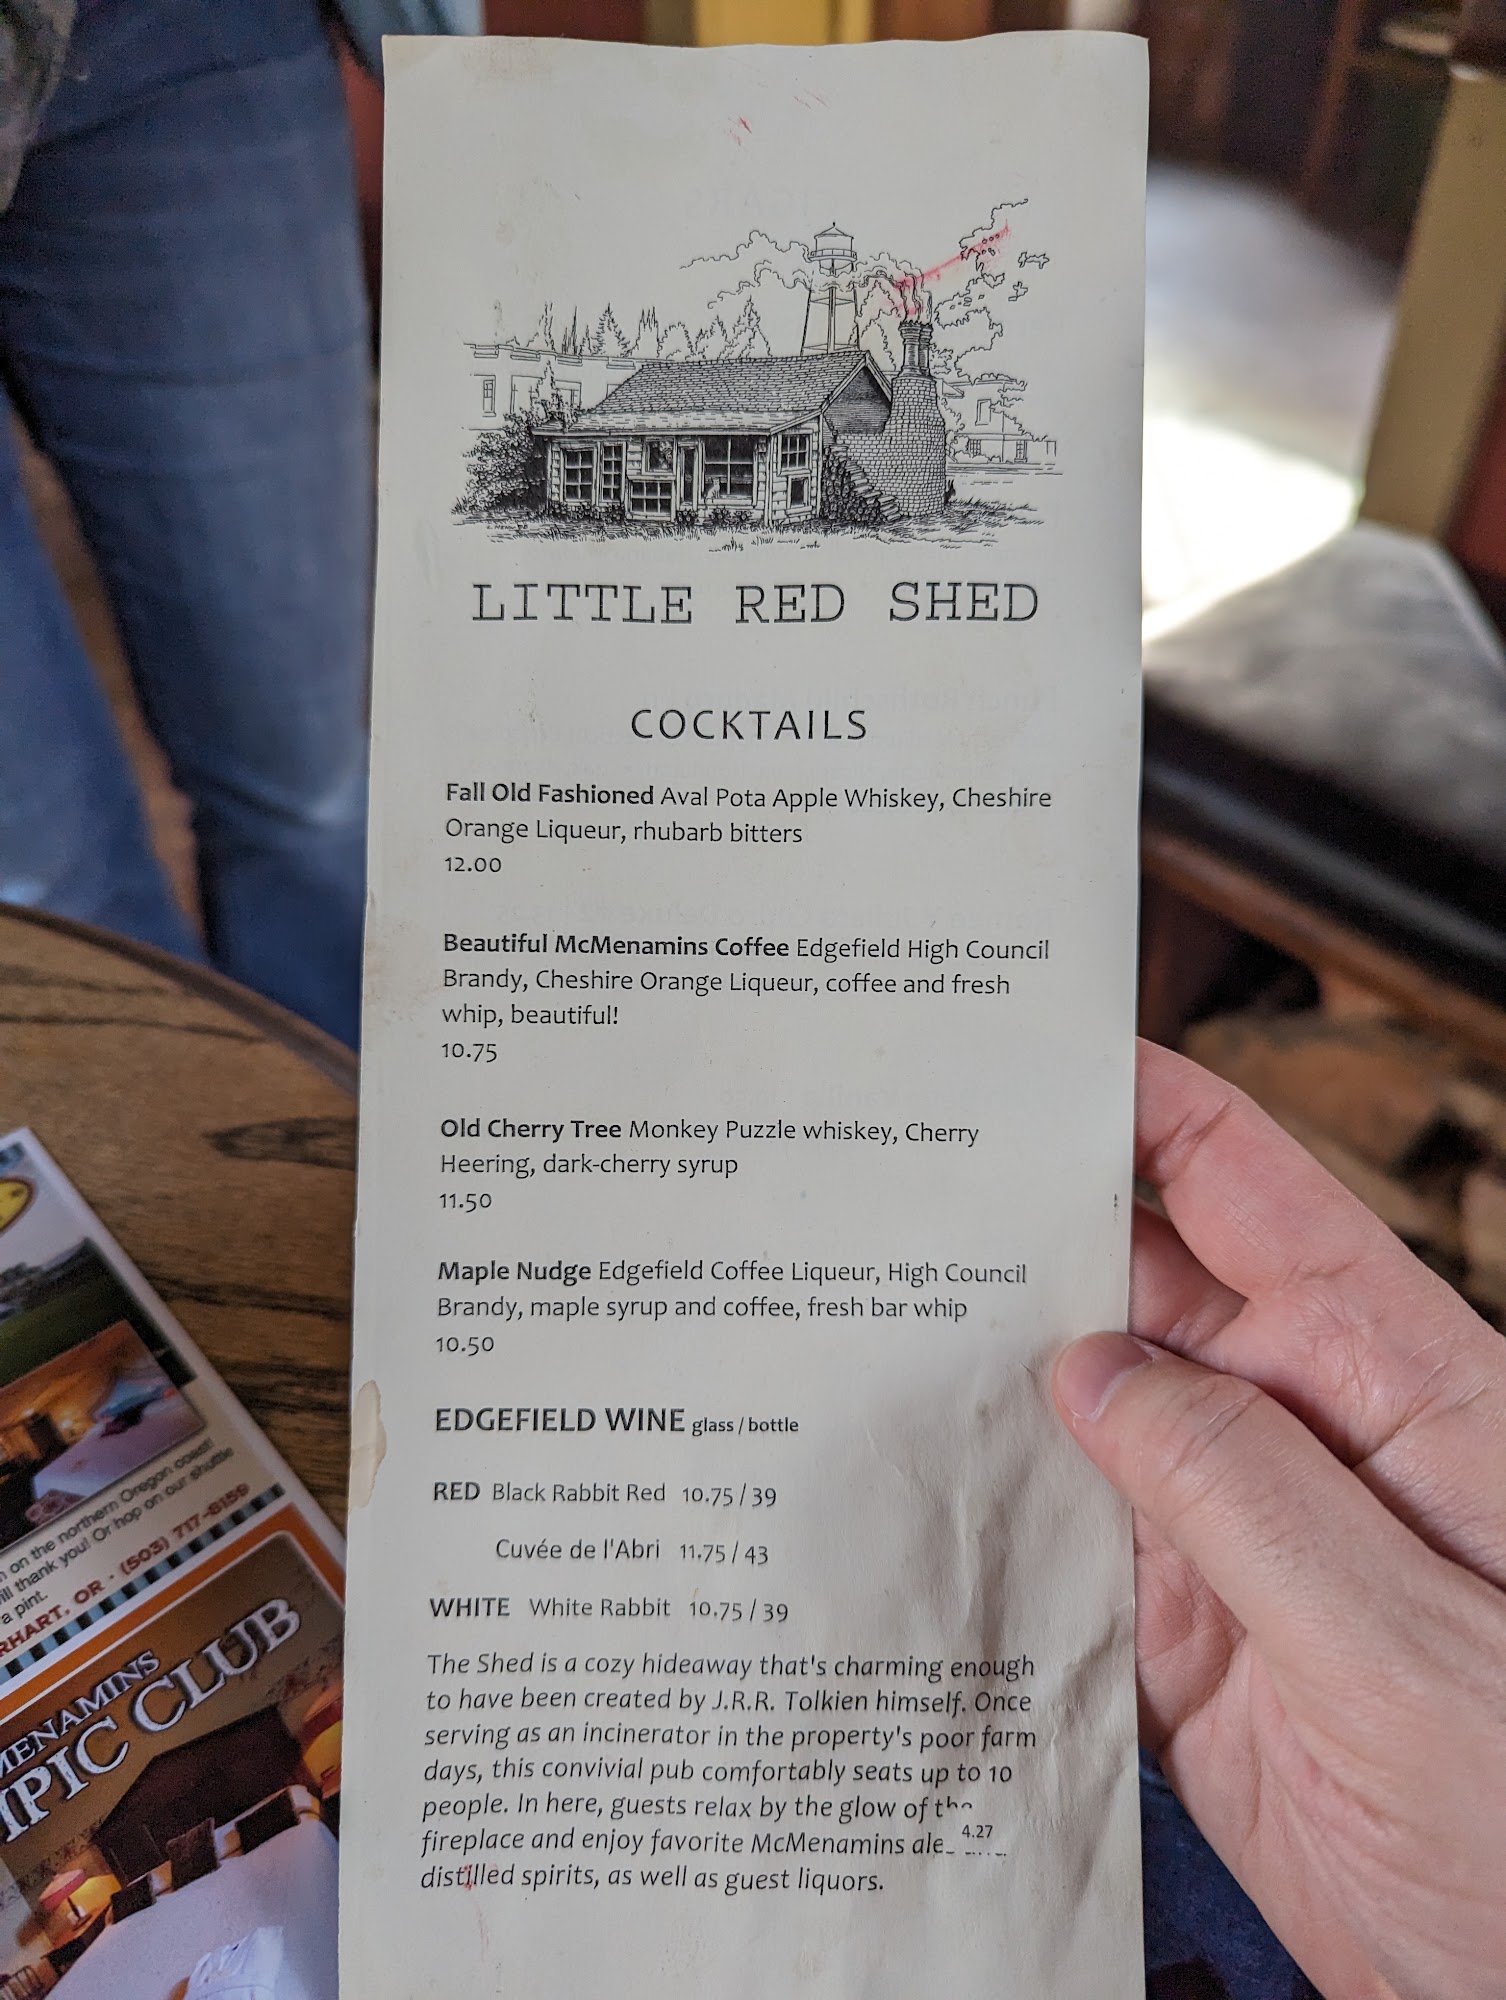 LITTLE RED SHED
COCKTAILS
Fall Old Fashioned Aval Pota Apple Whiskey, Cheshire
Orange Liqueur, rhubarb bitters
12.00
Beautiful McMenamins Coffee Edgefield High Council
Brandy, Cheshire Orange Liqueur, coffee and fresh
whip, beautiful!
10.75
Old Cherry Tree Monkey Puzzle whiskey, Cherry
Heering, dark-cherry syrup
11.50
Maple Nudge Edgefield Coffee Liqueur, High Council
Brandy, maple syrup and coffee, fresh bar whip
10.50
EDGEFIELD WINE glass / bottle
RED Black Rabbit Red 10.75 / 39
Cuvée de l'Abri 11.75 / 43
WHITE White Rabbit 10.75 / 39
The Shed is a cozy hideaway that's charming enough
to have been created by J.R.R. Tolkien himself. Once
serving as an incinerator in the property's poor farm
days, this convivial pub comfortably seats up to 10
people. In here, guests relax by the glow of the
fireplace and enjoy favorite McMenamins ale
4.27
distilled spirits, as well as guest liquors.
on the northern Oregon coast!
thank you! Or hop on our shuttle
a pint.
RHART, OR · (503) 717-8159
MENAMINS
PIC CLUB